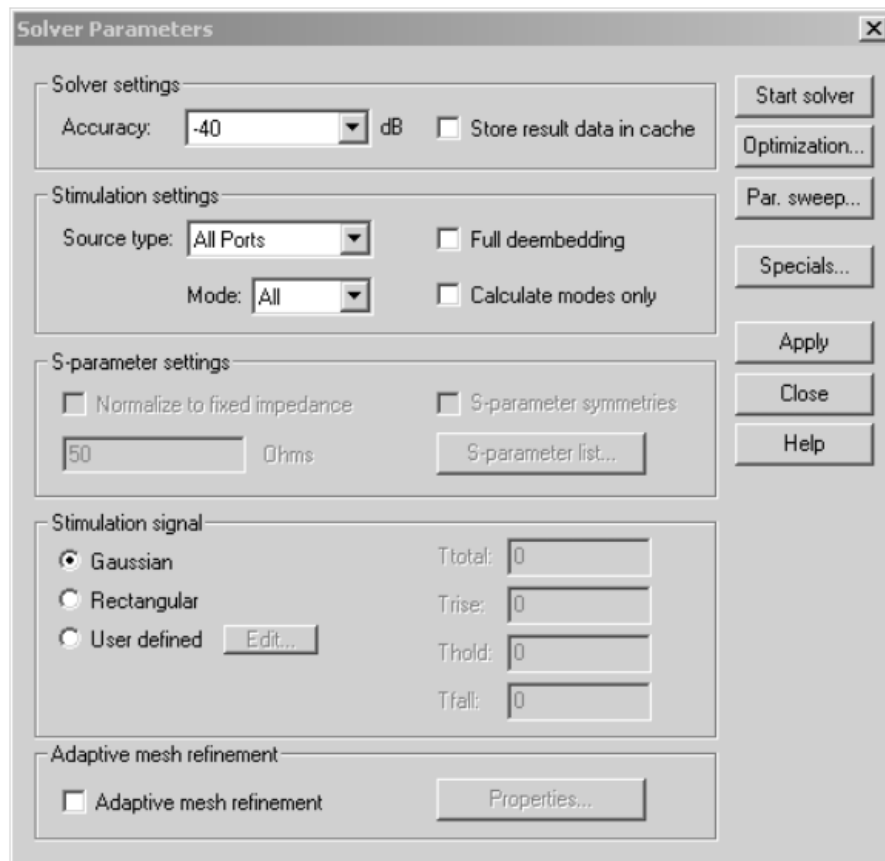 Solver Parameters
Solver settings
Accuracy: -40 dB Store result data in cache
Stimulation settings
Source type: All Ports Full deembedding
Mode: All Calculate modes only
S-parameter settings
Normalize to fixed impedance S-parameter symmetries
50 Ohms S-parameter list...
Stimulation signal
Gaussian Ttotal: 0
Rectangular Trise: 0
User defined Edit... Thold: 0
Tfall: 0
Adaptive mesh refinement
Adaptive mesh refinement Properties...
Start solver
Optimization...
Par. sweep...
Specials...
Apply
Close
Help